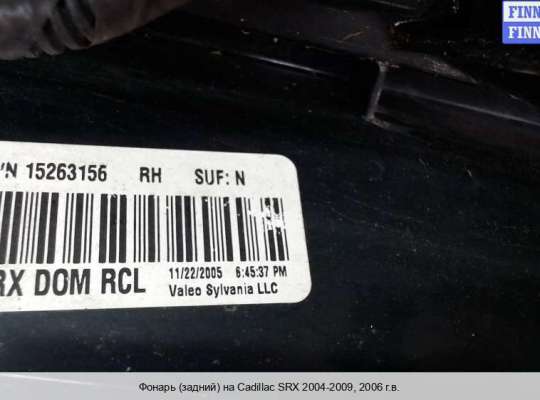 FINN
FINN
/N 15263156 RH SUF: N
RX DOM RCL 11/22/2005 6:45:37 PM
Valeo Sylvania LLC
Фонарь (задний) на Cadillac SRX 2004-2009, 2006 г.в.